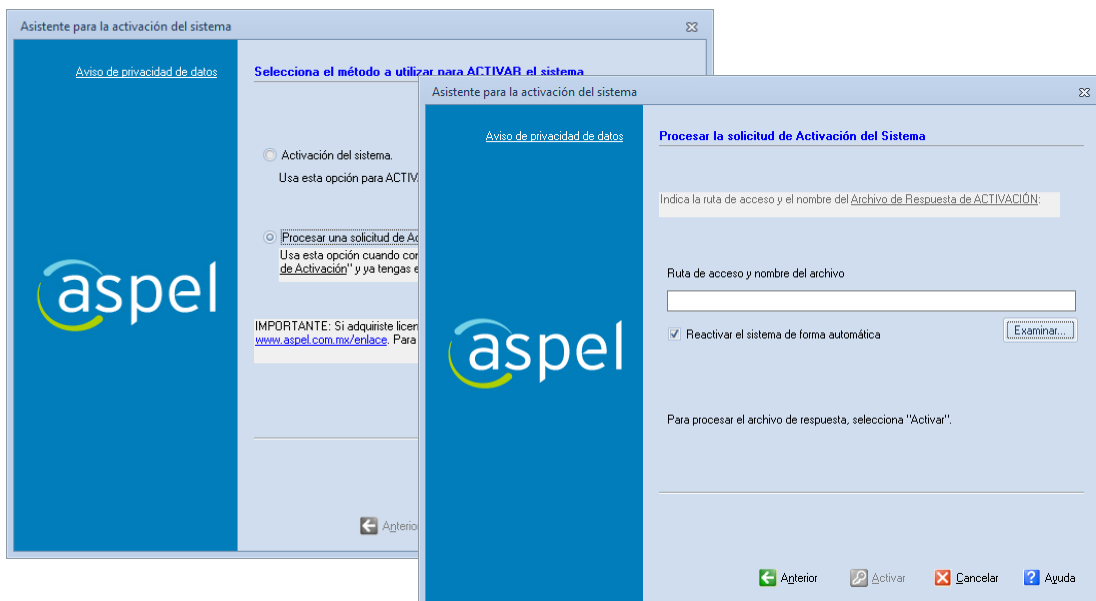 Asistente para la activación del sistema
Aviso de privacidad de datos
Selecciona el método a utilizar para ACTIVAR el sistema
Activación del sistema.
Usa esta opción para ACTIV
Procesar una solicitud de Ac
Usa esta opción cuando con
de Activación" y ya tengas e
IMPORTANTE: Si adquiriste licen
www.aspel.com.mx/enlace. Para
aspel
Anterio
Asistente para la activación del sistema
Aviso de privacidad de datos
Procesar la solicitud de Activación del Sistema
Indica la ruta de acceso y el nombre del Archivo de Respuesta de ACTIVACIÓN:
Ruta de acceso y nombre del archivo
Reactivar el sistema de forma automática
Examinar...
aspel
Para procesar el archivo de respuesta, selecciona "Activar".
Anterior Activar Cancelar Ayuda